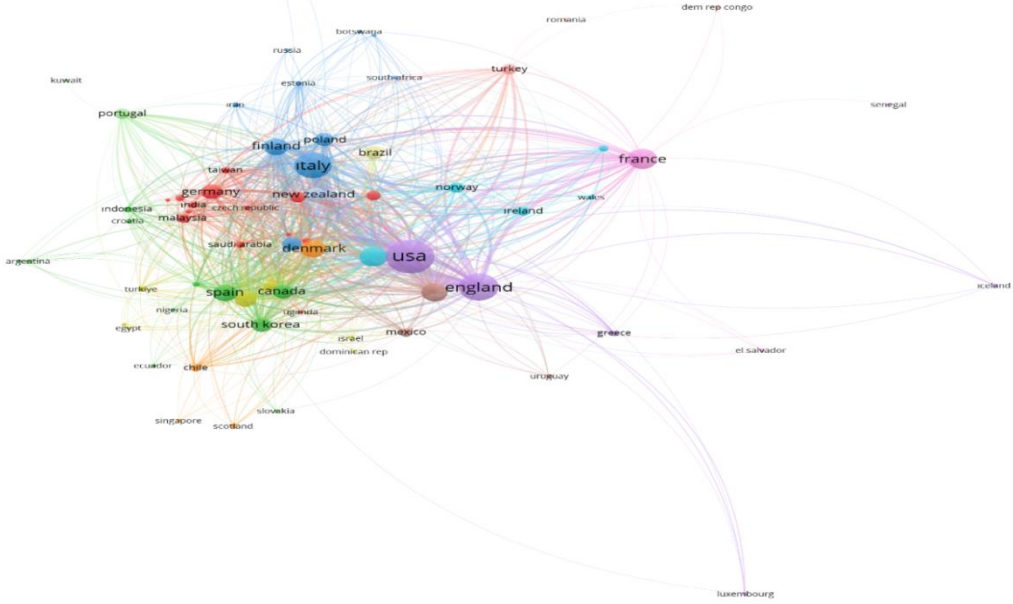 dem rep congo
romania
botswana
russia
turkey
kuwait
estonia
south africa
iran
senegal
portugal
poland
finland
brazil
france
italy
taiwan
norway
germany
new zealand
wales
india
czech republic
indonesia
ireland
malaysia
croatia
saudi arabia
denmark
usa
argentina
iceland
turkiye
spain
canada
england
nigeria
uganda
south korea
egypt
mexico
greece
israel
dominican rep
el salvador
ecuador
chile
uruguay
slovakia
singapore
scotland
luxembourg